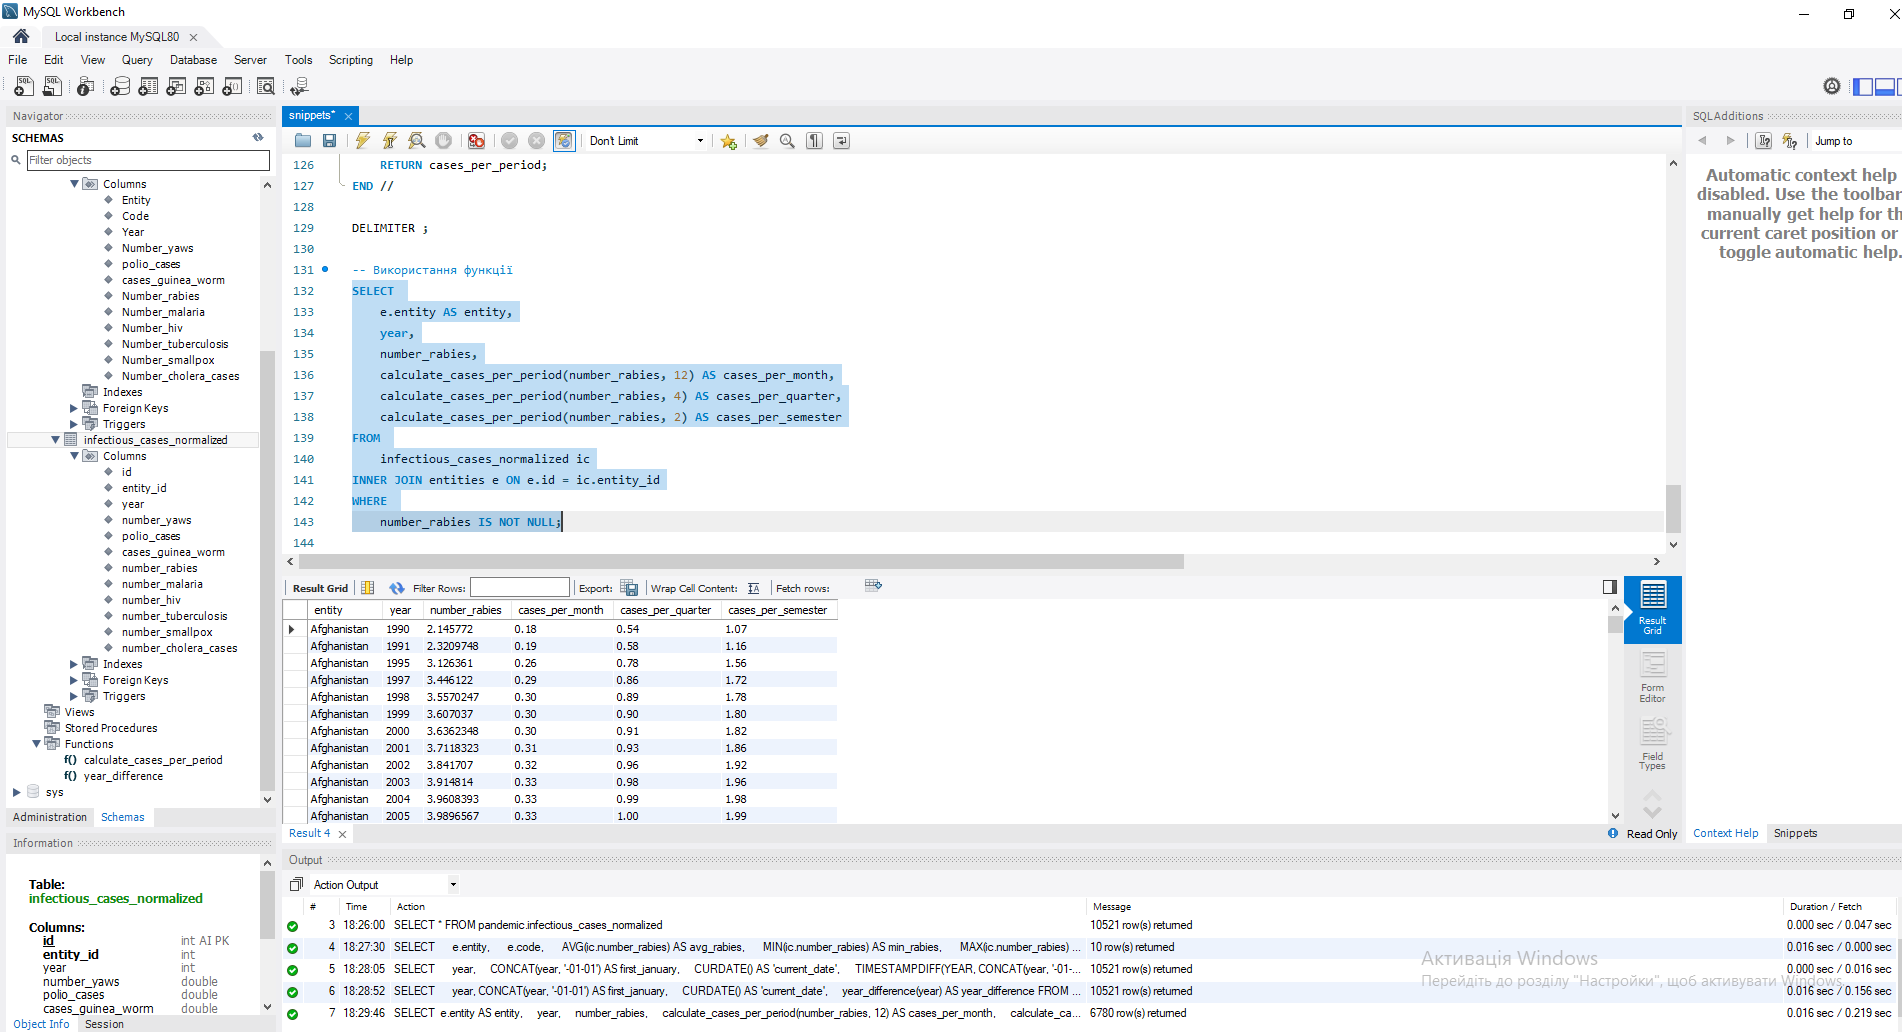 MySQL Workbench
Local instance MySQL80
File Edit View Query Database Server Tools Scripting Help
Navigator
SCHEMAS
Filter objects
Columns
Entity
Code
Year
Number_yaws
polio_cases
cases_guinea_worm
Number_rabies
Number_malaria
Number_hiv
Number_tuberculosis
Number_smallpox
Number_cholera_cases
Indexes
Foreign Keys
Triggers
infectious_cases_normalized
Columns
id
entity_id
year
number_yaws
polio_cases
cases_guinea_worm
number_rabies
number_malaria
number_hiv
number_tuberculosis
number_smallpox
number_cholera_cases
Indexes
Foreign Keys
Triggers
Views
Stored Procedures
Functions
f() calculate_cases_per_period
f() year_difference
sys
Administration Schemas
Information
Table:
infectious_cases_normalized
Columns:
id int AI PK
entity_id int
year int
number_yaws double
polio_cases double
cases_guinea_worm double
Object Info Session
snippets*
Don't Limit
126 RETURN cases_per_period;
127 END //
128
129 DELIMITER ;
130
131 -- Використання функції
132 SELECT
133 e.entity AS entity,
134 year,
135 number_rabies,
136 calculate_cases_per_period(number_rabies, 12) AS cases_per_month,
137 calculate_cases_per_period(number_rabies, 4) AS cases_per_quarter,
138 calculate_cases_per_period(number_rabies, 2) AS cases_per_semester
139 FROM
140 infectious_cases_normalized ic
141 INNER JOIN entities e ON e.id = ic.entity_id
142 WHERE
143 number_rabies IS NOT NULL;
144
Result Grid Filter Rows: Export: Wrap Cell Content: Fetch rows:
entity year number_rabies cases_per_month cases_per_quarter cases_per_semester
Afghanistan 1990 2.145772 0.18 0.54 1.07
Afghanistan 1991 2.3209748 0.19 0.58 1.16
Afghanistan 1995 3.126361 0.26 0.78 1.56
Afghanistan 1997 3.446122 0.29 0.86 1.72
Afghanistan 1998 3.5570247 0.30 0.89 1.78
Afghanistan 1999 3.607037 0.30 0.90 1.80
Afghanistan 2000 3.6362348 0.30 0.91 1.82
Afghanistan 2001 3.7118323 0.31 0.93 1.86
Afghanistan 2002 3.841707 0.32 0.96 1.92
Afghanistan 2003 3.914814 0.33 0.98 1.96
Afghanistan 2004 3.9608393 0.33 0.99 1.98
Afghanistan 2005 3.9896567 0.33 1.00 1.99
Result Grid
Form Editor
Field Types
Result 4
Read Only
SQLAdditions
Jump to
Automatic context help
disabled. Use the toolbar
manually get help for th
current caret position or
toggle automatic help.
Context Help Snippets
Output
Action Output
# Time Action Message Duration / Fetch
3 18:26:00 SELECT * FROM pandemic.infectious_cases_normalized 10521 row(s) returned 0.000 sec / 0.047 sec
4 18:27:30 SELECT e.entity, e.code, AVG(ic.number_rabies) AS avg_rabies, MIN(ic.number_rabies) AS min_rabies, MAX(ic.number_rabies) ... 10 row(s) returned 0.016 sec / 0.000 sec
5 18:28:05 SELECT year, CONCAT(year, '-01-01') AS first_january, CURDATE() AS 'current_date', TIMESTAMPDIFF(YEAR, CONCAT(year, '-01-... 10521 row(s) returned 0.000 sec / 0.016 sec
6 18:28:52 SELECT year, CONCAT(year, '-01-01') AS first_january, CURDATE() AS 'current_date', year_difference(year) AS year_difference FROM ... 10521 row(s) returned 0.016 sec / 0.156 sec
7 18:29:46 SELECT e.entity AS entity, year, number_rabies, calculate_cases_per_period(number_rabies, 12) AS cases_per_month, calculate_ca... 6780 row(s) returned 0.016 sec / 0.219 sec
Активація Windows
Перейдіть до розділу "Настройки", щоб активувати Windows.